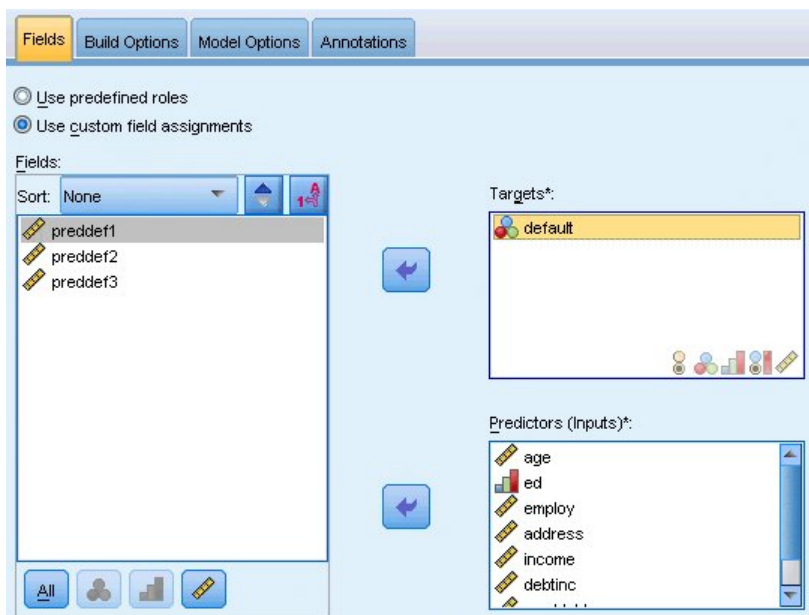 Fields Build Options Model Options Annotations
Use predefined roles
Use custom field assignments
Fields:
Sort: None
preddef1
preddef2
preddef3
All
Targets*:
default
Predictors (Inputs)*:
age
ed
employ
address
income
debtinc